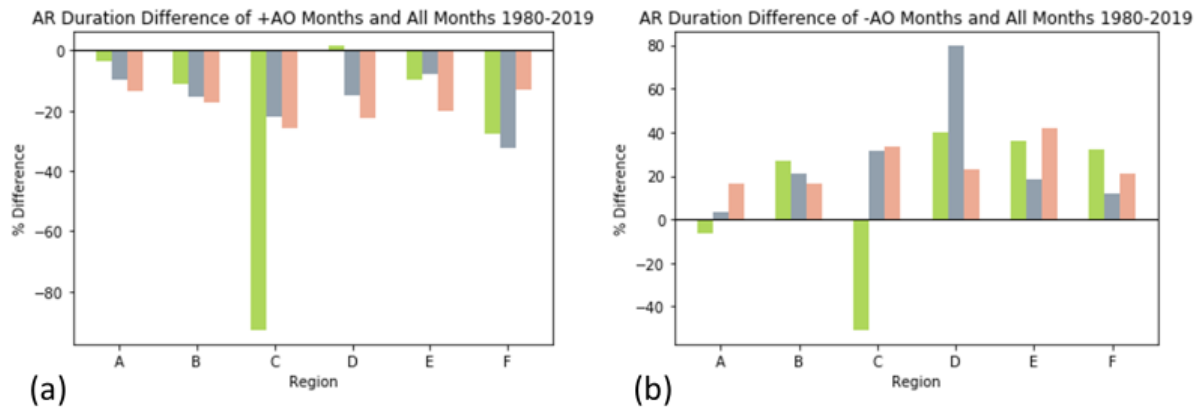 AR Duration Difference of +AO Months and All Months 1980-2019
% Difference
0
−20
−40
−60
−80
A B C D E F
Region
(a)
AR Duration Difference of -AO Months and All Months 1980-2019
% Difference
80
60
40
20
0
−20
−40
A B C D E F
Region
(b)